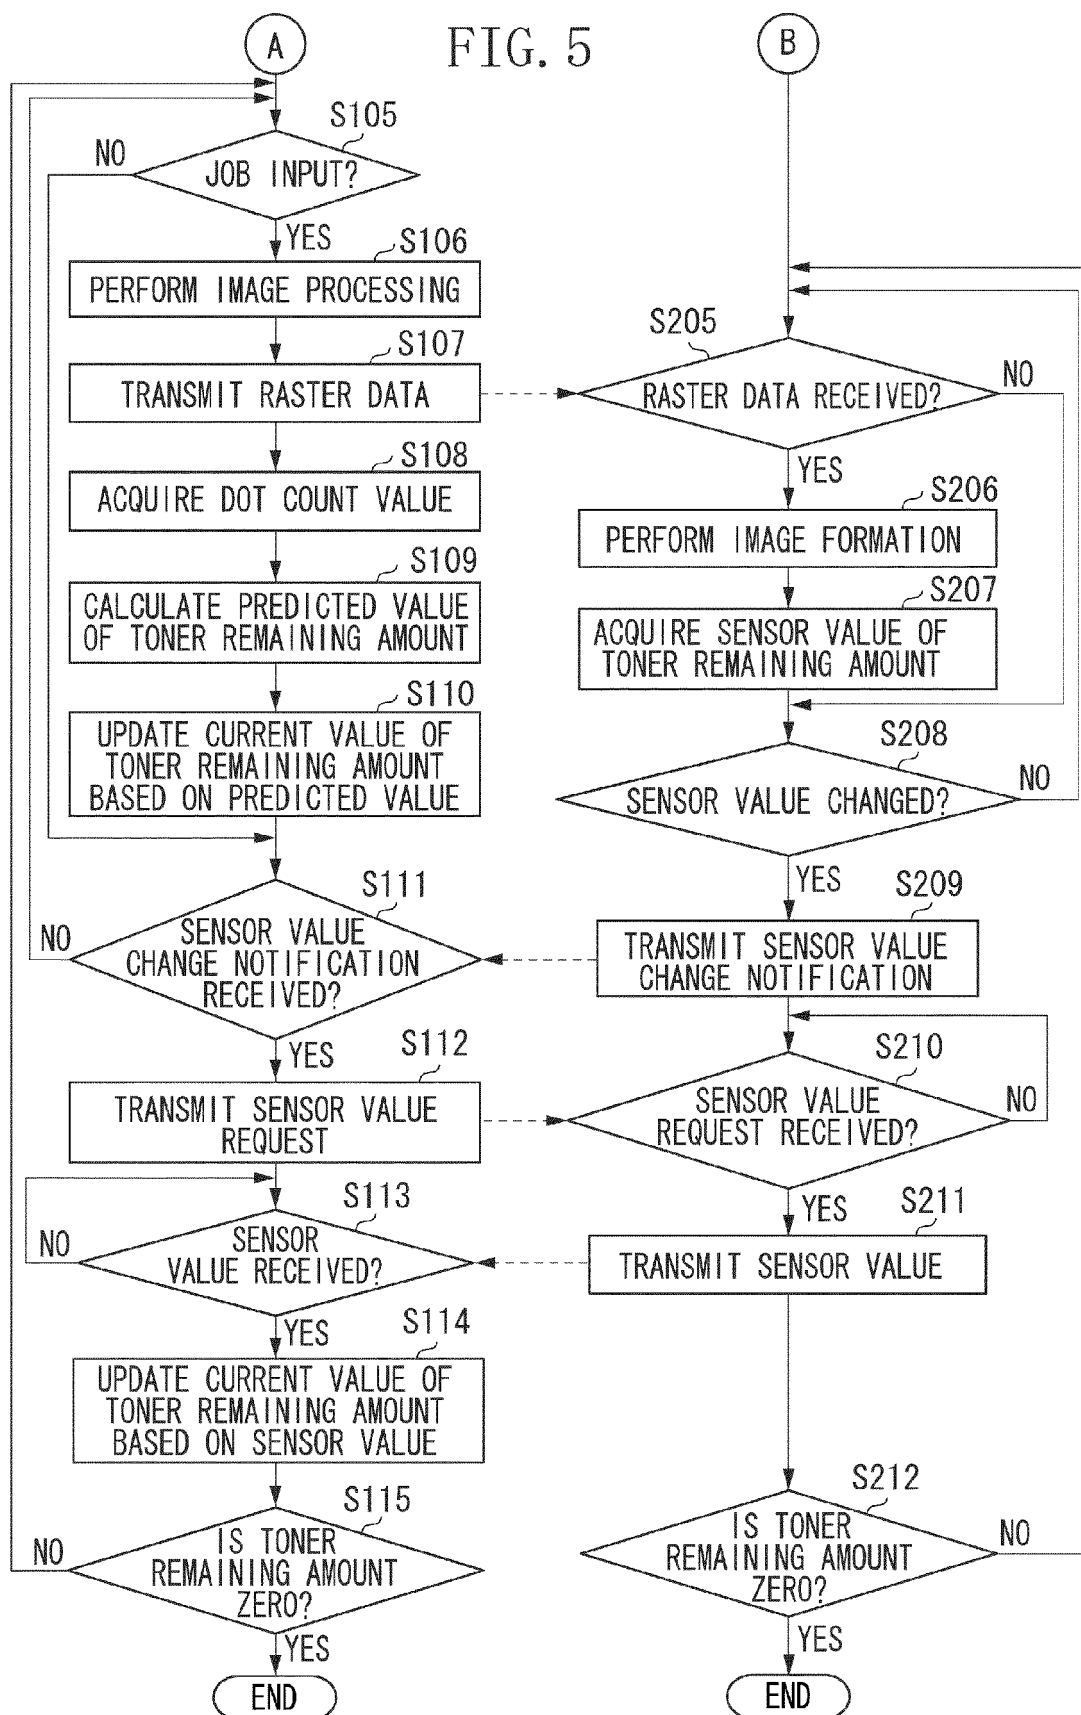 FIG. 5
A
S105
JOB INPUT?
NO
YES
S106
PERFORM IMAGE PROCESSING
S107
TRANSMIT RASTER DATA
S108
ACQUIRE DOT COUNT VALUE
S109
CALCULATE PREDICTED VALUE
OF TONER REMAINING AMOUNT
S110
UPDATE CURRENT VALUE OF
TONER REMAINING AMOUNT
BASED ON PREDICTED VALUE
S111
SENSOR VALUE
CHANGE NOTIFICATION
RECEIVED?
NO
YES
S112
TRANSMIT SENSOR VALUE
REQUEST
S113
SENSOR
VALUE RECEIVED?
NO
YES
S114
UPDATE CURRENT VALUE OF
TONER REMAINING AMOUNT
BASED ON SENSOR VALUE
S115
IS TONER
REMAINING AMOUNT
ZERO?
NO
YES
END
B
S205
RASTER DATA RECEIVED?
NO
YES
S206
PERFORM IMAGE FORMATION
S207
ACQUIRE SENSOR VALUE OF
TONER REMAINING AMOUNT
S208
SENSOR VALUE CHANGED?
NO
YES
S209
TRANSMIT SENSOR VALUE
CHANGE NOTIFICATION
S210
SENSOR VALUE
REQUEST RECEIVED?
NO
YES
S211
TRANSMIT SENSOR VALUE
S212
IS TONER
REMAINING AMOUNT
ZERO?
NO
YES
END